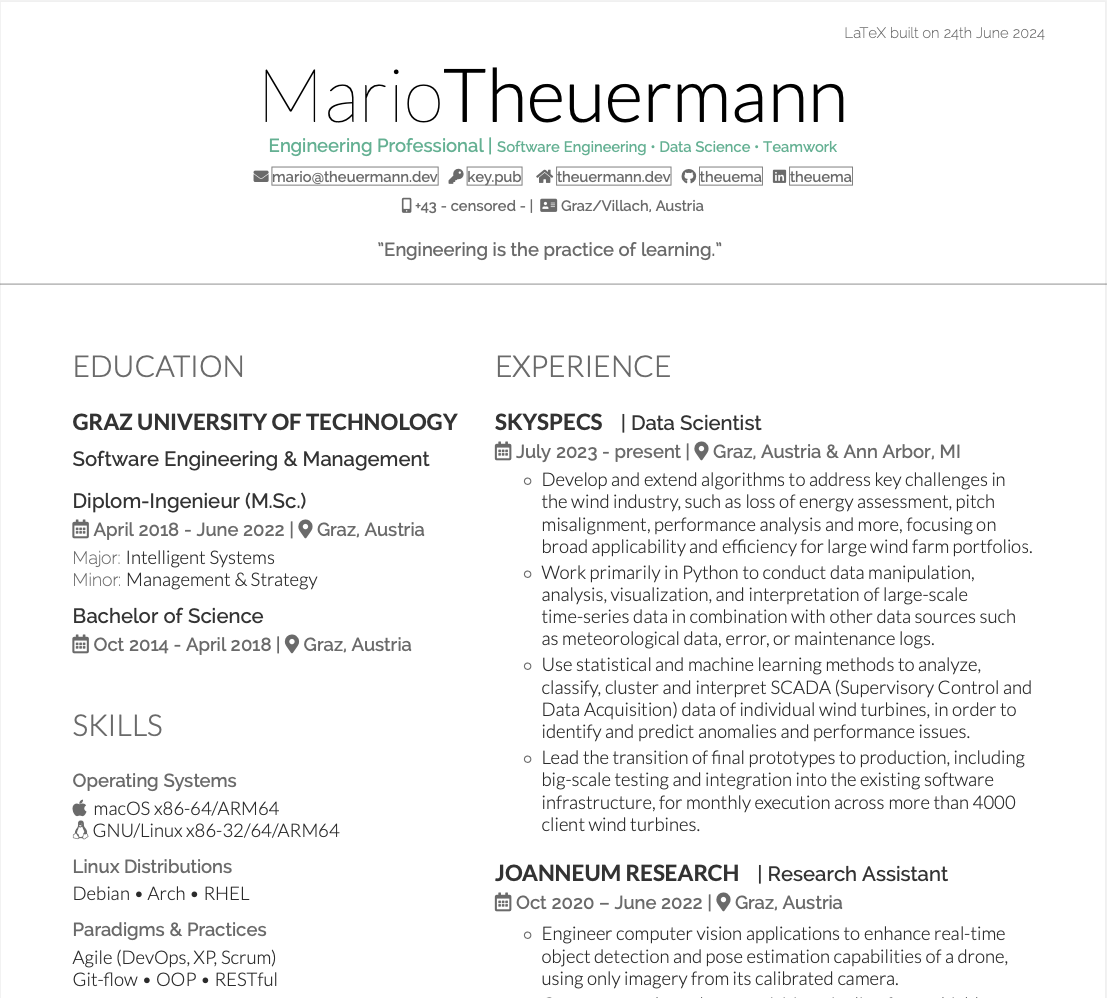 LaTeX built on 24th June 2024
MarioTheuermann
Engineering Professional | Software Engineering • Data Science • Teamwork
mario@theuermann.dev key.pub theuermann.dev theuema theuema
+43 - censored - | Graz/Villach, Austria
"Engineering is the practice of learning."
EDUCATION
GRAZ UNIVERSITY OF TECHNOLOGY
Software Engineering & Management
Diplom-Ingenieur (M.Sc.)
April 2018 - June 2022 | Graz, Austria
Major: Intelligent Systems
Minor: Management & Strategy
Bachelor of Science
Oct 2014 - April 2018 | Graz, Austria
SKILLS
Operating Systems
macOS x86-64/ARM64
GNU/Linux x86-32/64/ARM64
Linux Distributions
Debian • Arch • RHEL
Paradigms & Practices
Agile (DevOps, XP, Scrum)
Git-flow • OOP • RESTful
EXPERIENCE
SKYSPECS | Data Scientist
July 2023 - present | Graz, Austria & Ann Arbor, MI
◦ Develop and extend algorithms to address key challenges in
the wind industry, such as loss of energy assessment, pitch
misalignment, performance analysis and more, focusing on
broad applicability and efficiency for large wind farm portfolios.
◦ Work primarily in Python to conduct data manipulation,
analysis, visualization, and interpretation of large-scale
time-series data in combination with other data sources such
as meteorological data, error, or maintenance logs.
◦ Use statistical and machine learning methods to analyze,
classify, cluster and interpret SCADA (Supervisory Control and
Data Acquisition) data of individual wind turbines, in order to
identify and predict anomalies and performance issues.
◦ Lead the transition of final prototypes to production, including
big-scale testing and integration into the existing software
infrastructure, for monthly execution across more than 4000
client wind turbines.
JOANNEUM RESEARCH | Research Assistant
Oct 2020 – June 2022 | Graz, Austria
◦ Engineer computer vision applications to enhance real-time
object detection and pose estimation capabilities of a drone,
using only imagery from its calibrated camera.